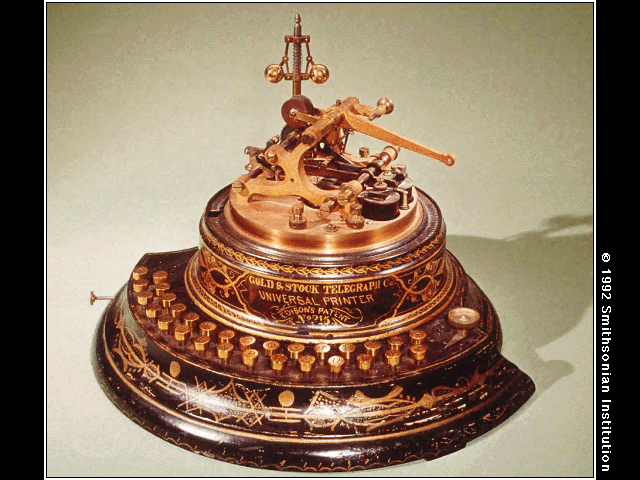 GOLD & STOCK TELEGRAPH Co.
UNIVERSAL PRINTER
EDISON'S PATENT
© 1992 Smithsonian Institution